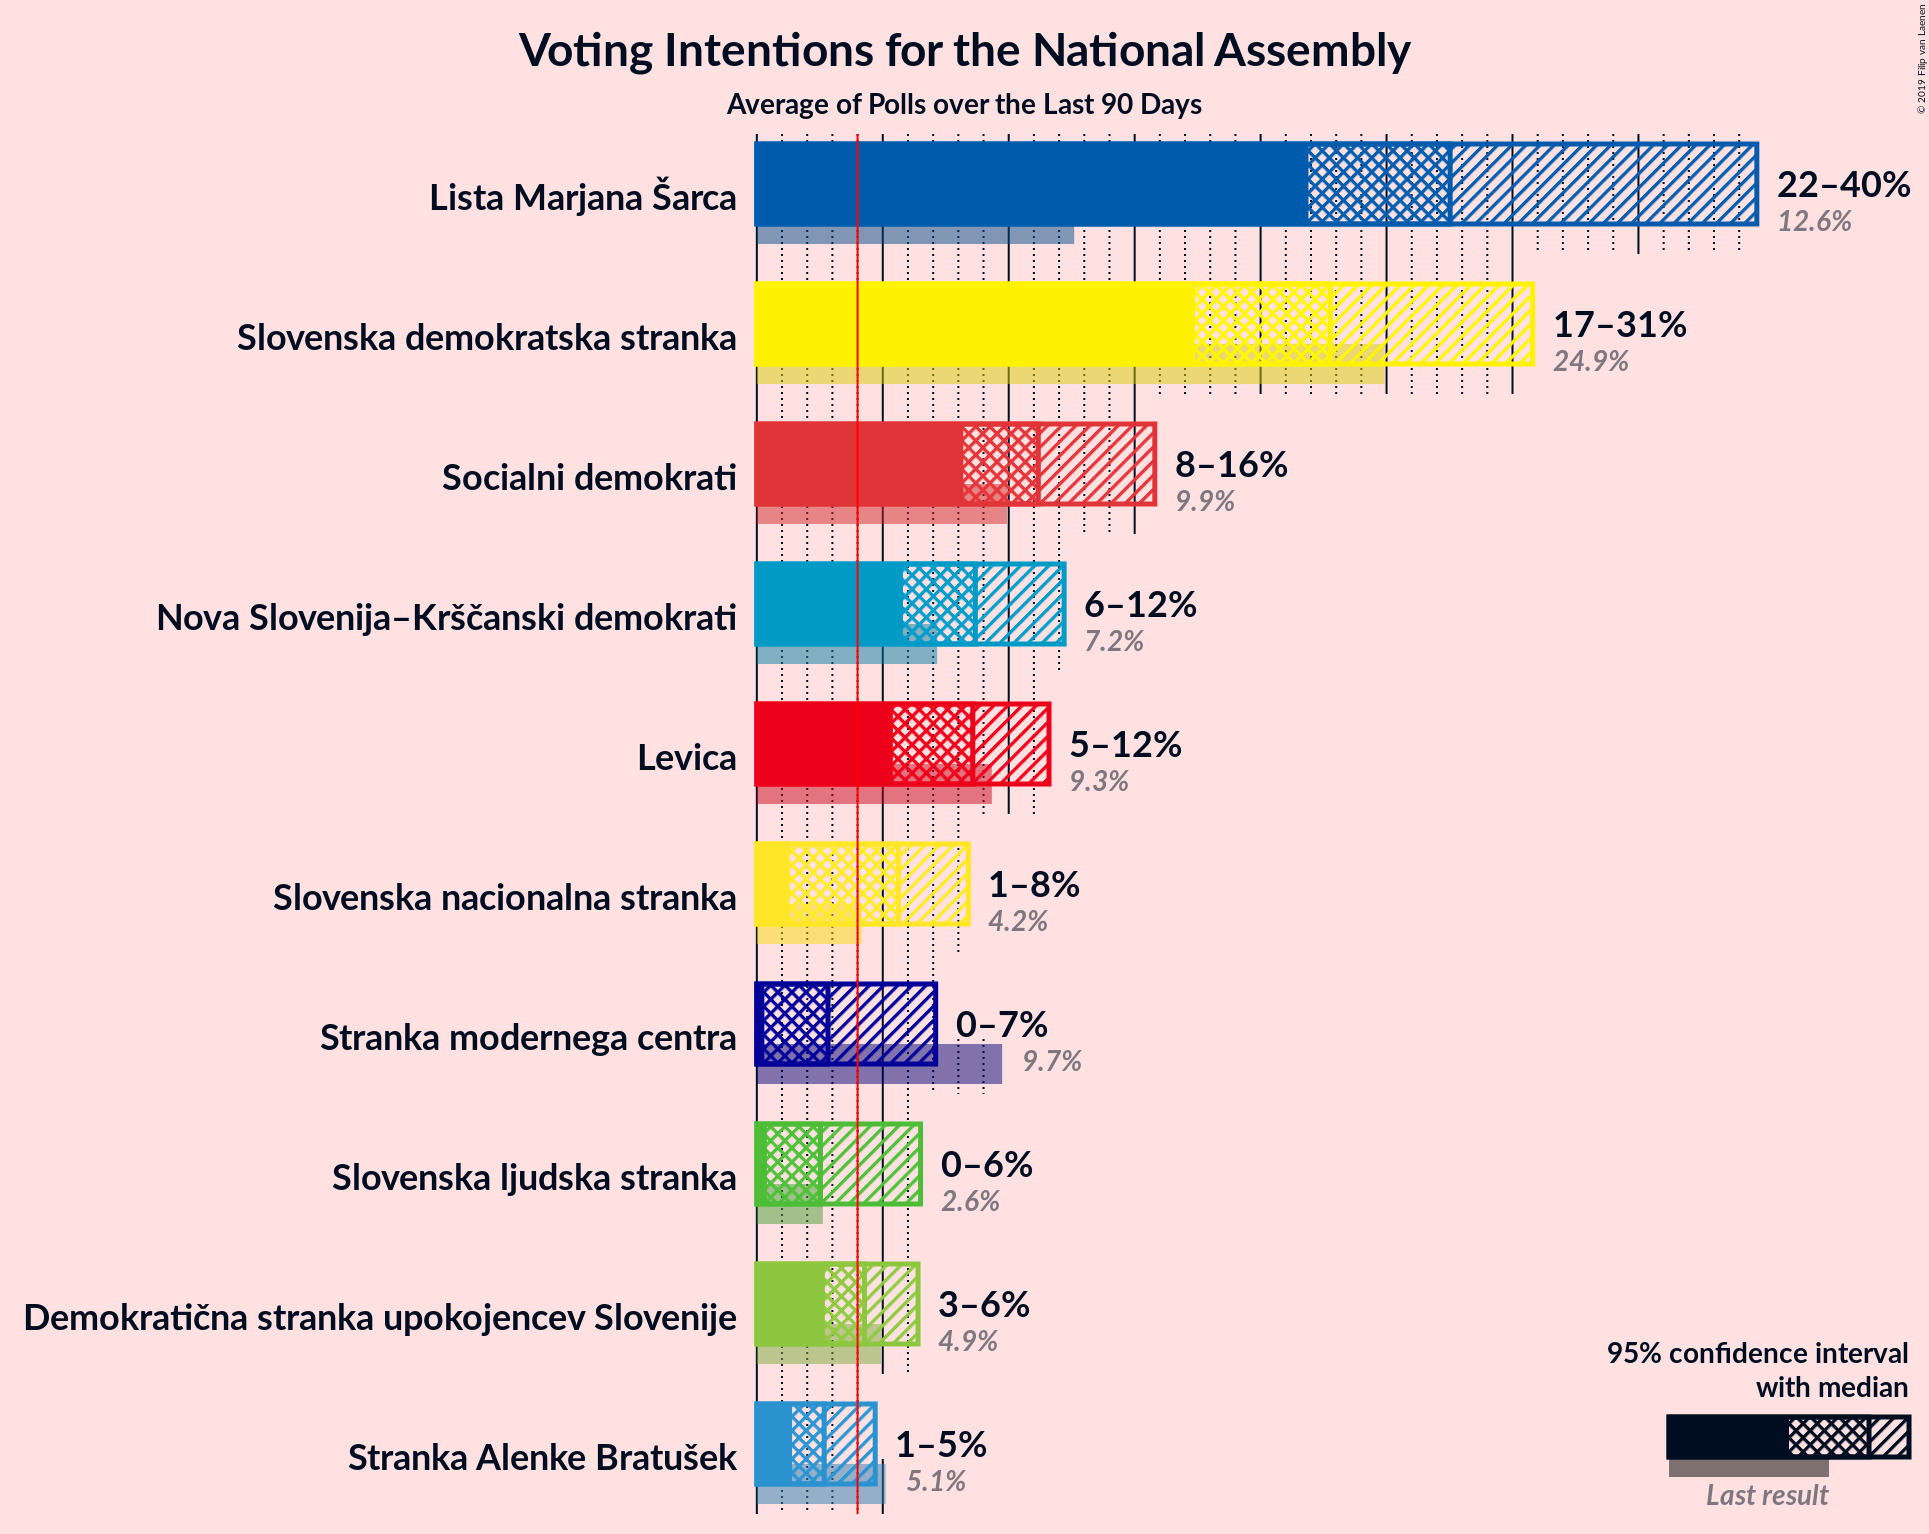 Voting Intentions for the National Assembly
Average of Polls over the Last 90 Days
© 2019 Filip van Laenen
Lista Marjana Šarca
22–40%
12.6%
Slovenska demokratska stranka
17–31%
24.9%
Socialni demokrati
8–16%
9.9%
Nova Slovenija–Krščanski demokrati
6–12%
7.2%
Levica
5–12%
9.3%
Slovenska nacionalna stranka
1–8%
4.2%
Stranka modernega centra
0–7%
9.7%
Slovenska ljudska stranka
0–6%
2.6%
Demokratična stranka upokojencev Slovenije
3–6%
4.9%
Stranka Alenke Bratušek
1–5%
5.1%
95% confidence interval
with median
Last result